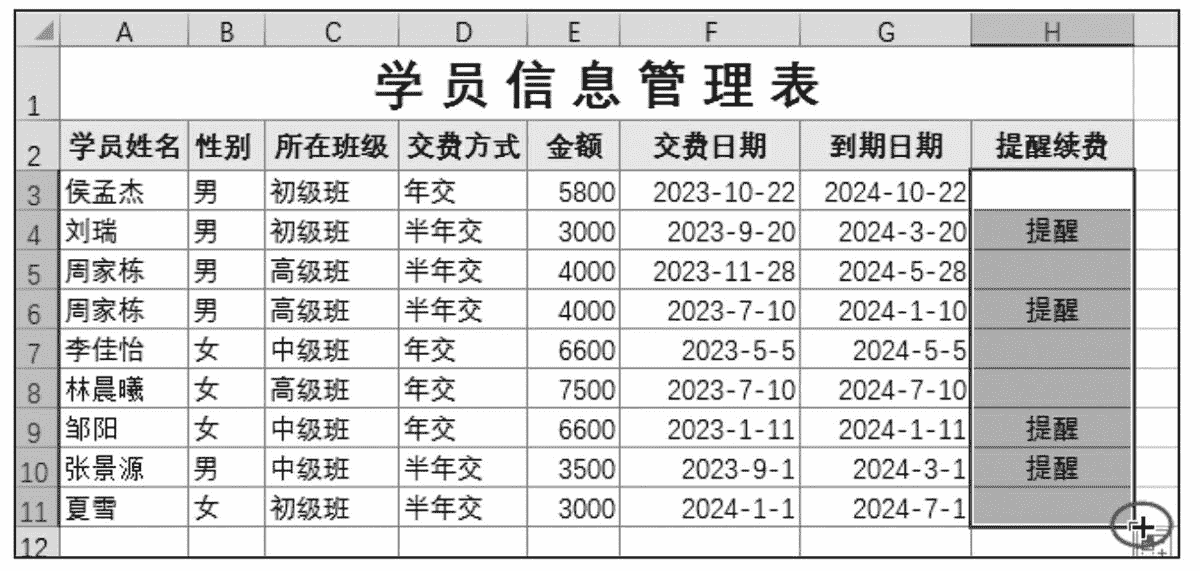 A B C D E F G H
1 学员信息管理表
2 学员姓名 性别 所在班级 交费方式 金额 交费日期 到期日期 提醒续费
3 侯孟杰 男 初级班 年交 5800 2023-10-22 2024-10-22
4 刘瑞 男 初级班 半年交 3000 2023-9-20 2024-3-20 提醒
5 周家栋 男 高级班 半年交 4000 2023-11-28 2024-5-28
6 周家栋 男 高级班 半年交 4000 2023-7-10 2024-1-10 提醒
7 李佳怡 女 中级班 年交 6600 2023-5-5 2024-5-5
8 林晨曦 女 高级班 年交 7500 2023-7-10 2024-7-10
9 邹阳 女 中级班 年交 6600 2023-1-11 2024-1-11 提醒
10 张景源 男 中级班 半年交 3500 2023-9-1 2024-3-1 提醒
11 夏雪 女 初级班 半年交 3000 2024-1-1 2024-7-1
12